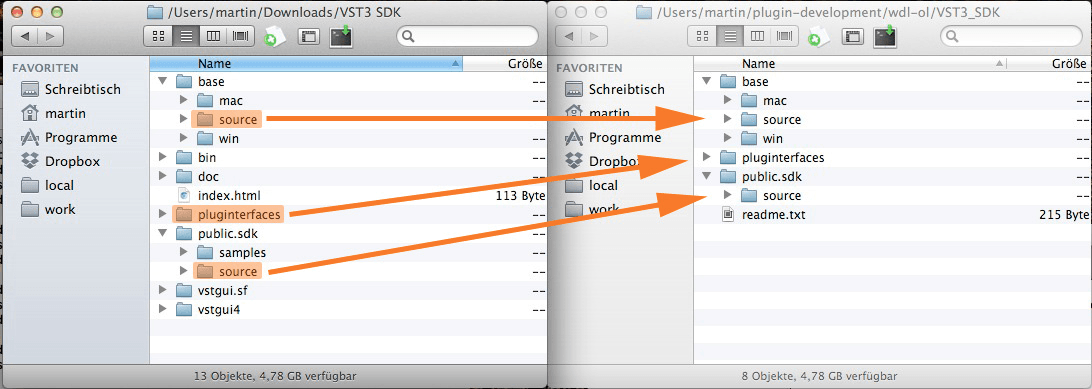 /Users/martin/Downloads/VST3 SDK
FAVORITEN
Schreibtisch
martin
Programme
Dropbox
local
work
Name Größe
base --
mac --
source --
win --
bin --
doc --
index.html 113 Byte
pluginterfaces --
public.sdk --
samples --
source --
vstgui.sf --
vstgui4 --
13 Objekte, 4,78 GB verfügbar
/Users/martin/plugin-development/wdl-ol/VST3_SDK
FAVORITEN
Schreibtisch
martin
Programme
Dropbox
local
work
Name Größe
base --
mac --
source --
win --
pluginterfaces --
public.sdk --
source --
readme.txt 215 Byte
8 Objekte, 4,78 GB verfügbar